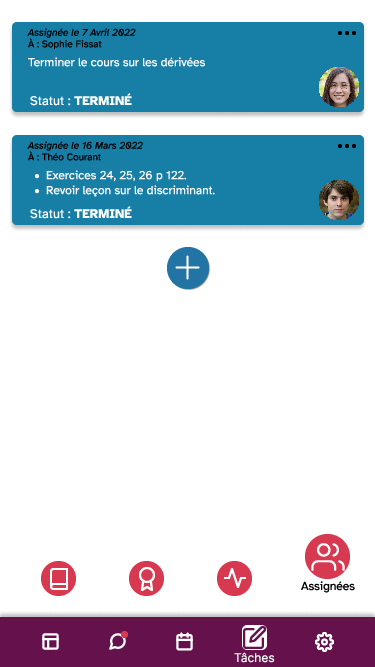 Assignée le 7 Avril 2022
À : Sophie Fissat
Terminer le cours sur les dérivées
Statut : TERMINÉ
Assignée le 16 Mars 2022
À : Théo Courant
• Exercices 24, 25, 26 p 122.
• Revoir leçon sur le discriminant.
Statut : TERMINÉ
Assignées
Tâches